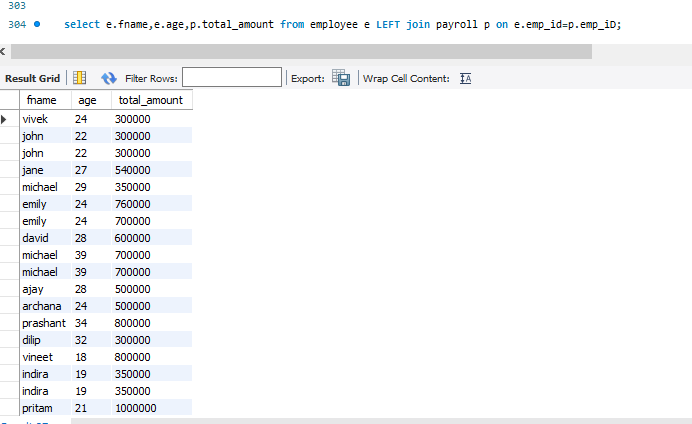 303
304 select e.fname,e.age,p.total_amount from employee e LEFT join payroll p on e.emp_id=p.emp_iD;
Result Grid Filter Rows: Export: Wrap Cell Content: IA
fname age total_amount
vivek 24 300000
john 22 300000
john 22 300000
jane 27 540000
michael 29 350000
emily 24 760000
emily 24 700000
david 28 600000
michael 39 700000
michael 39 700000
ajay 28 500000
archana 24 500000
prashant 34 800000
dilip 32 300000
vineet 18 800000
indira 19 350000
indira 19 350000
pritam 21 1000000